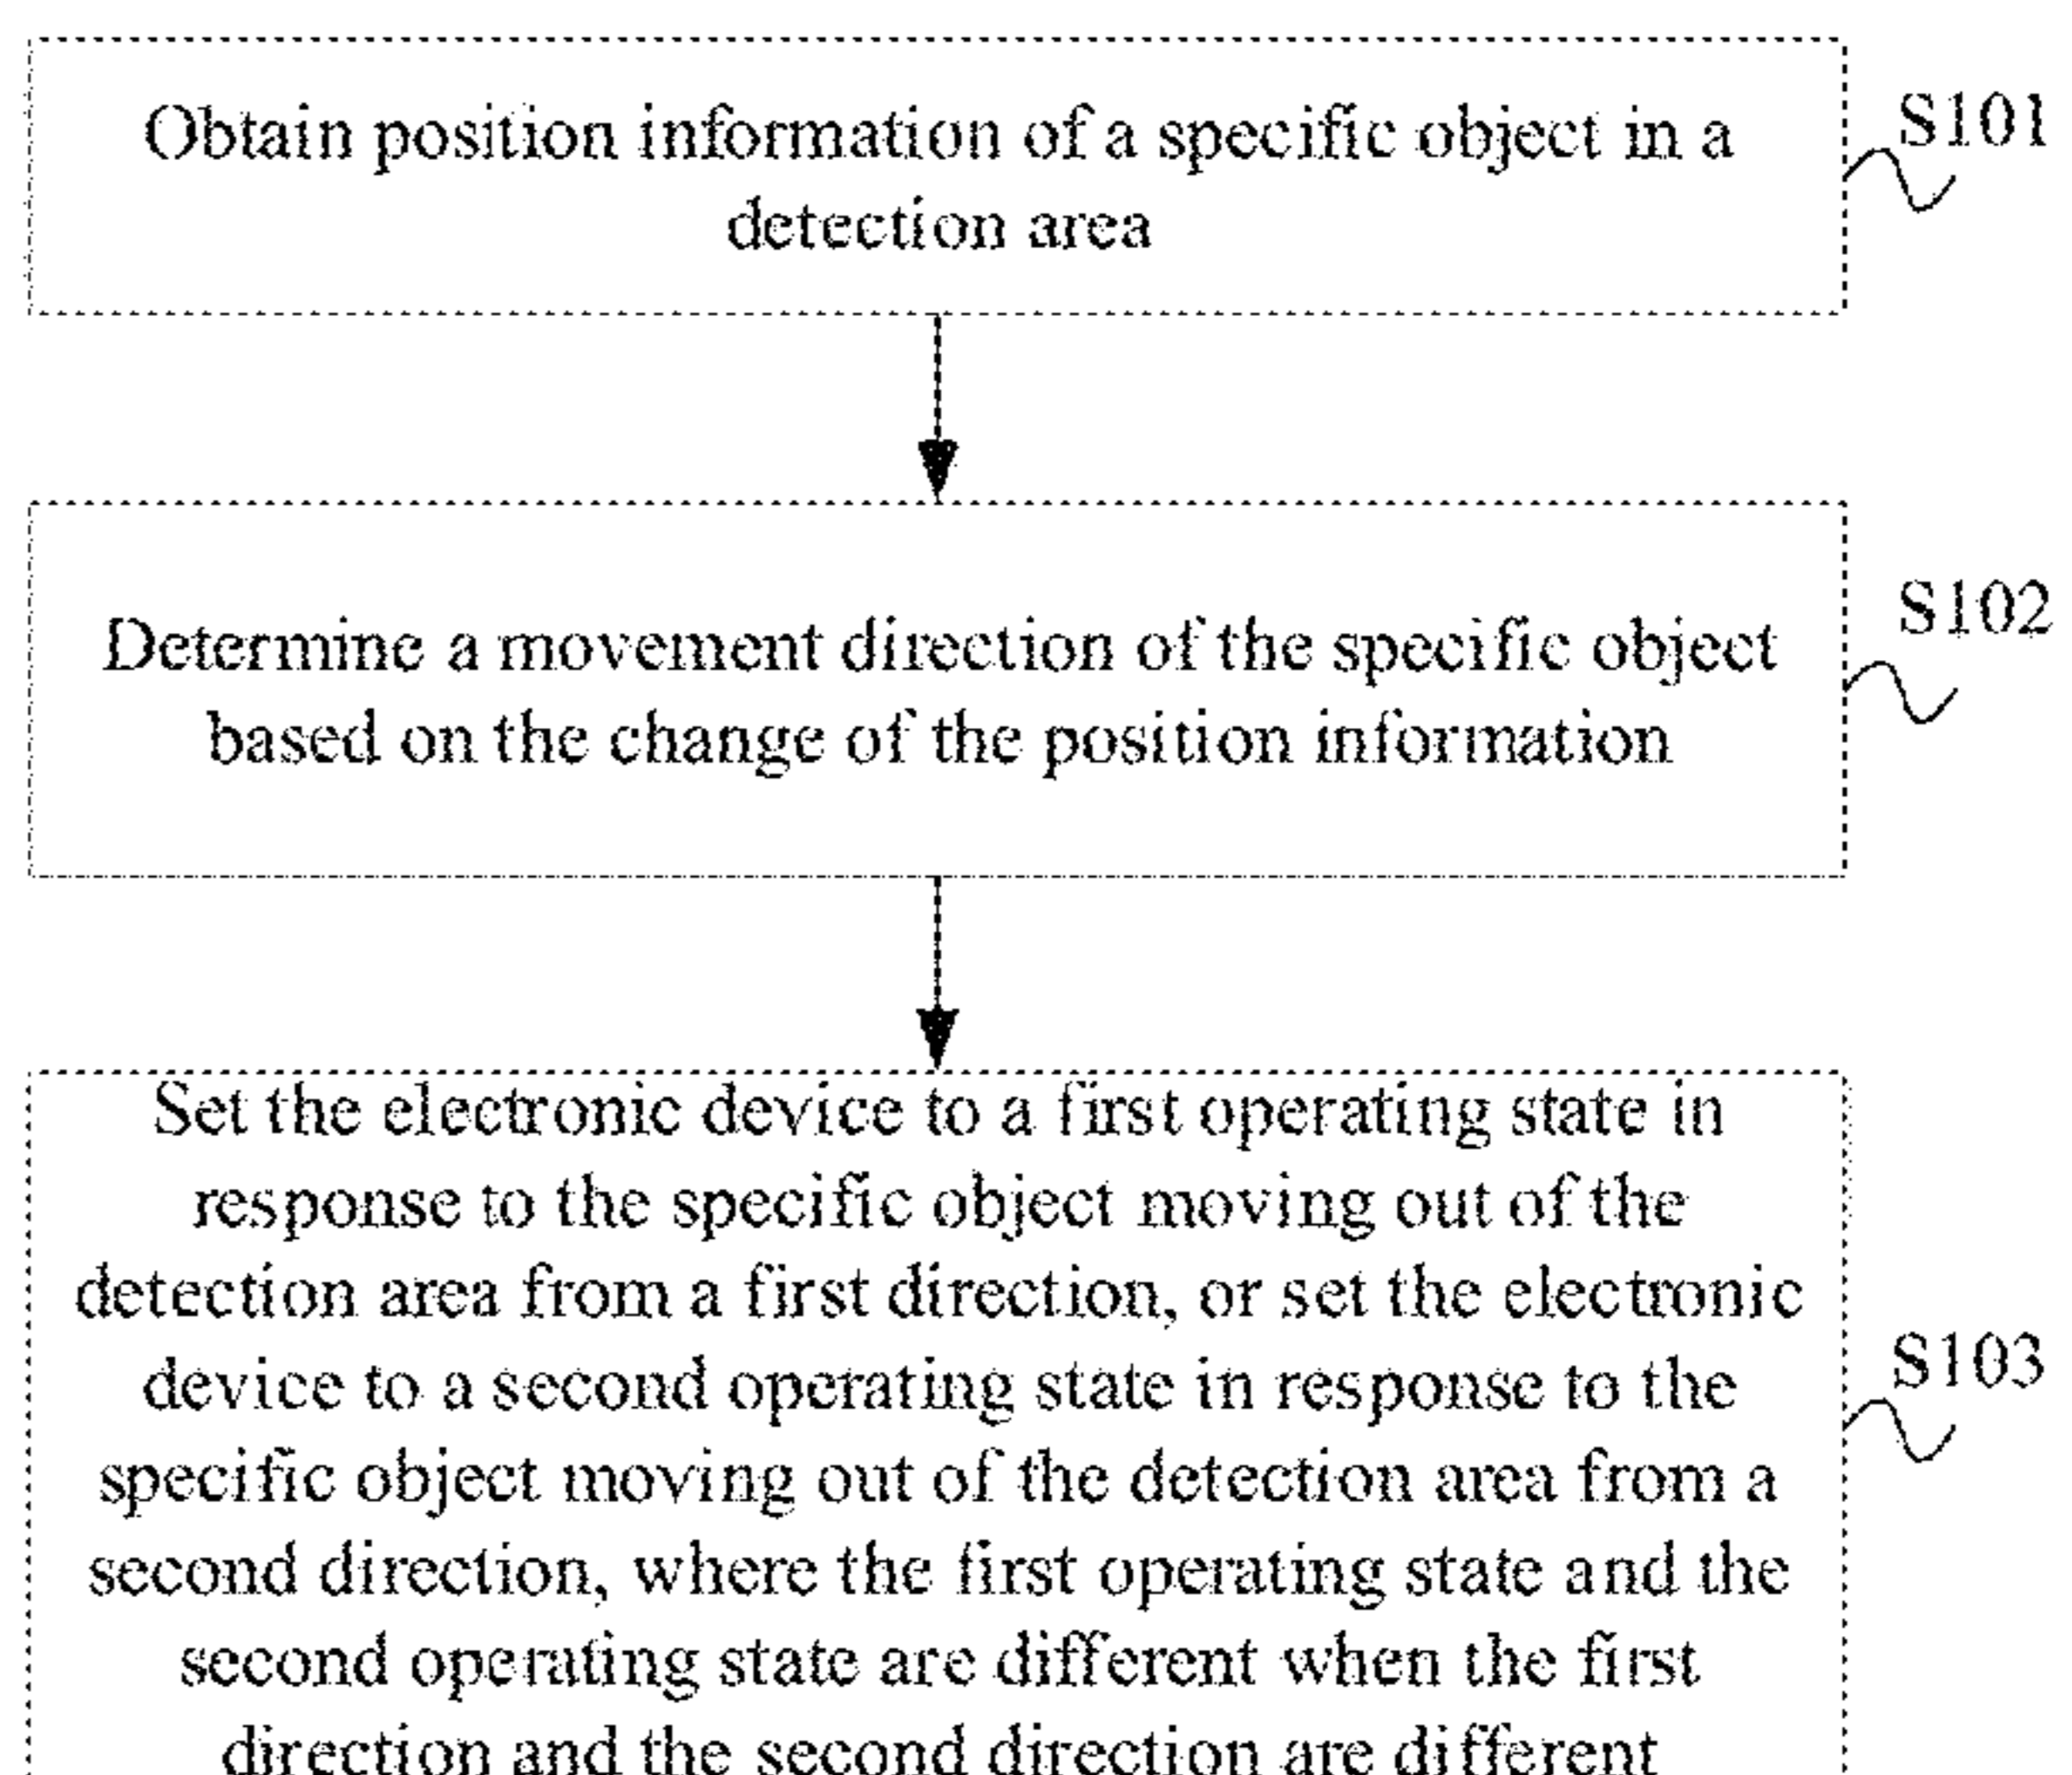 Obtain position information of a specific object in a
detection area
S101
Determine a movement direction of the specific object
based on the change of the position information
S102
Set the electronic device to a first operating state in
response to the specific object moving out of the
detection area from a first direction, or set the electronic
device to a second operating state in response to the
specific object moving out of the detection area from a
second direction, where the first operating state and the
second operating state are different when the first
direction and the second direction are different
S103